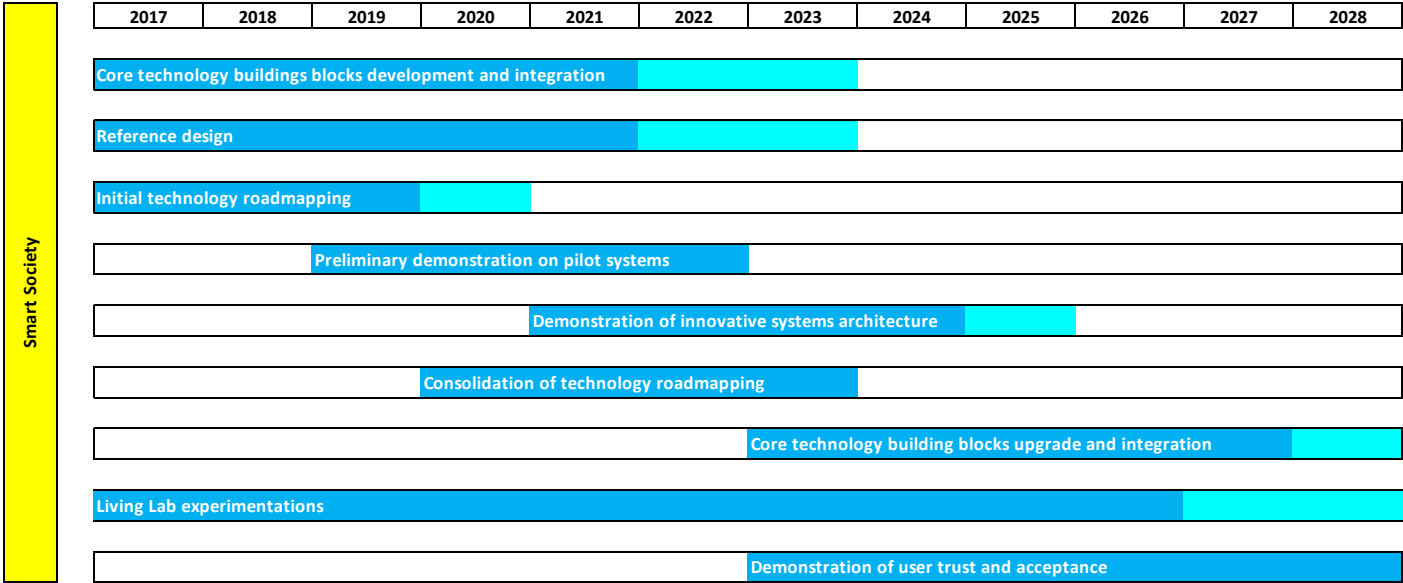 2017 2018 2019 2020 2021 2022 2023 2024 2025 2026 2027 2028
Smart Society
Core technology buildings blocks development and integration
Reference design
Initial technology roadmapping
Preliminary demonstration on pilot systems
Demonstration of innovative systems architecture
Consolidation of technology roadmapping
Core technology building blocks upgrade and integration
Living Lab experimentations
Demonstration of user trust and acceptance